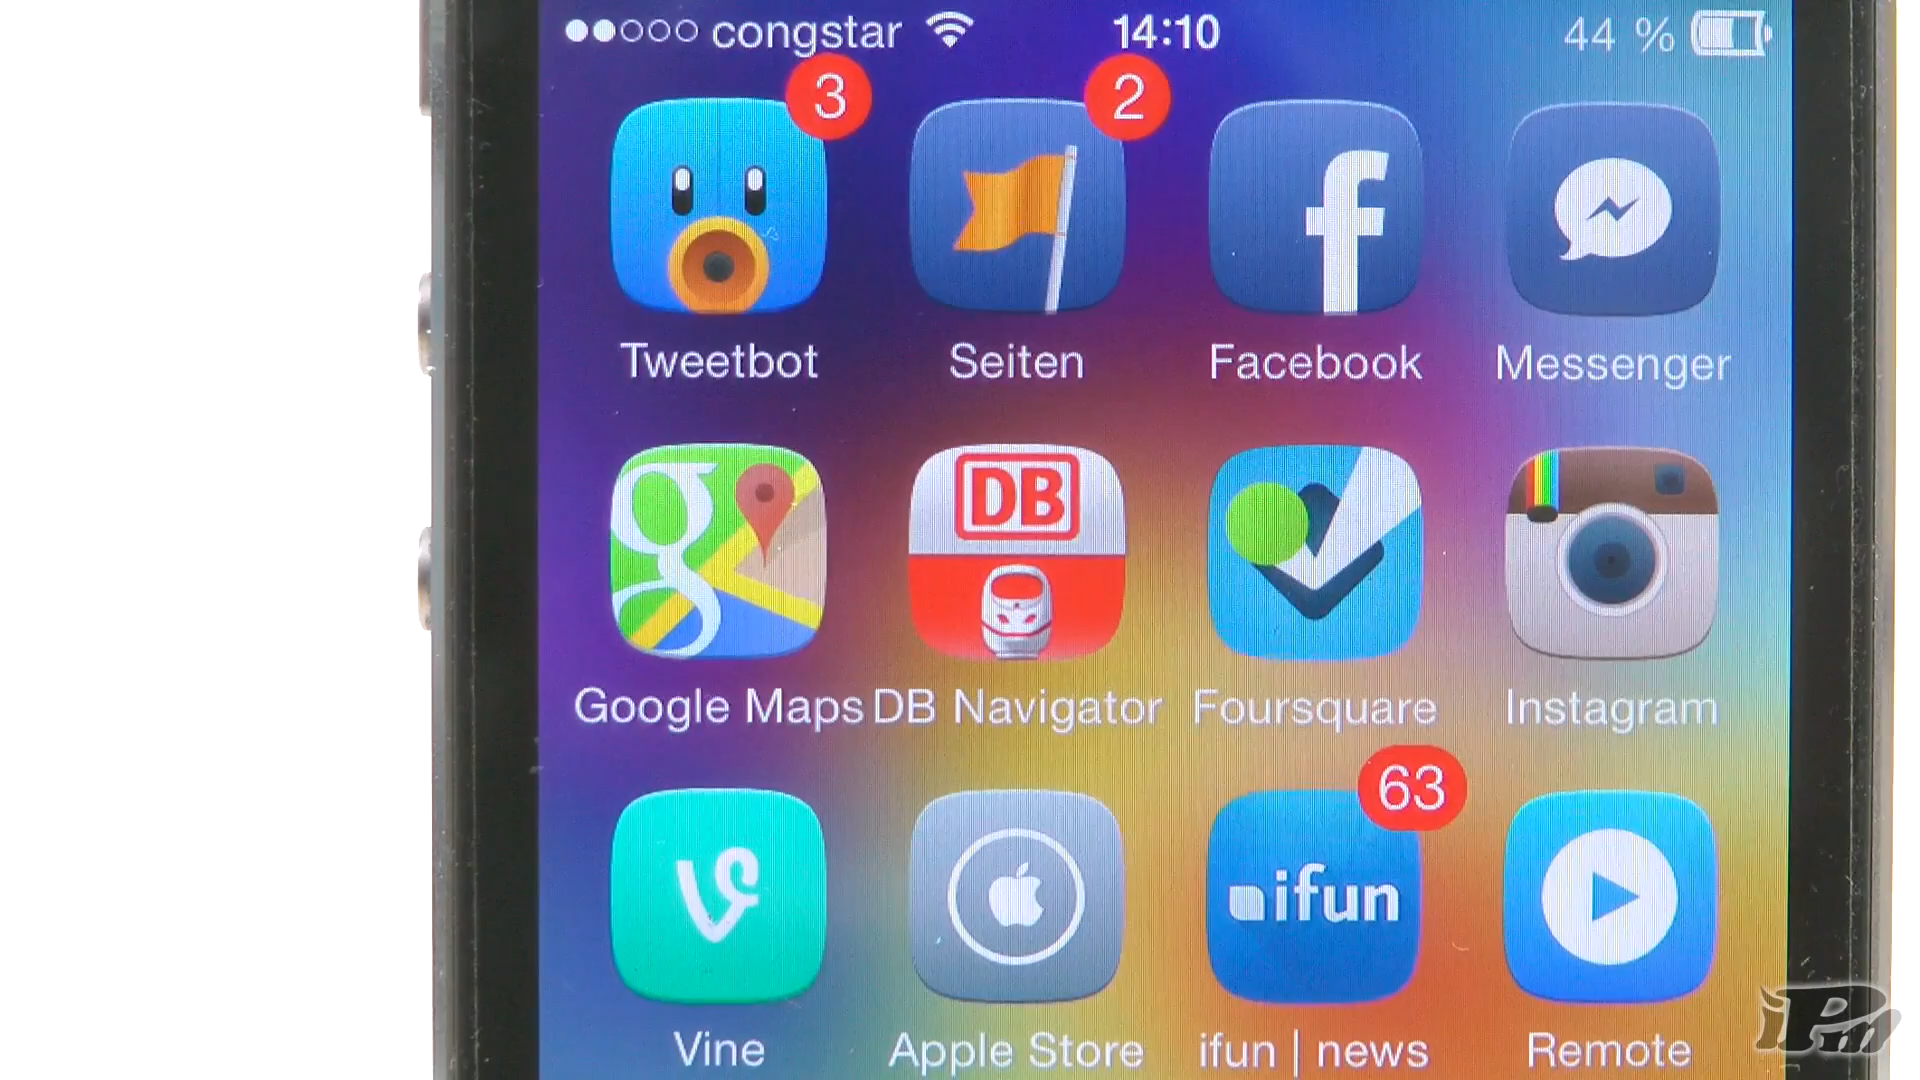 congstar 14:10 44 %
3 2
f
Tweetbot Seiten Facebook Messenger
g DB
Google Maps DB Navigator Foursquare Instagram
63
ifun
Vine Apple Store ifun | news Remote